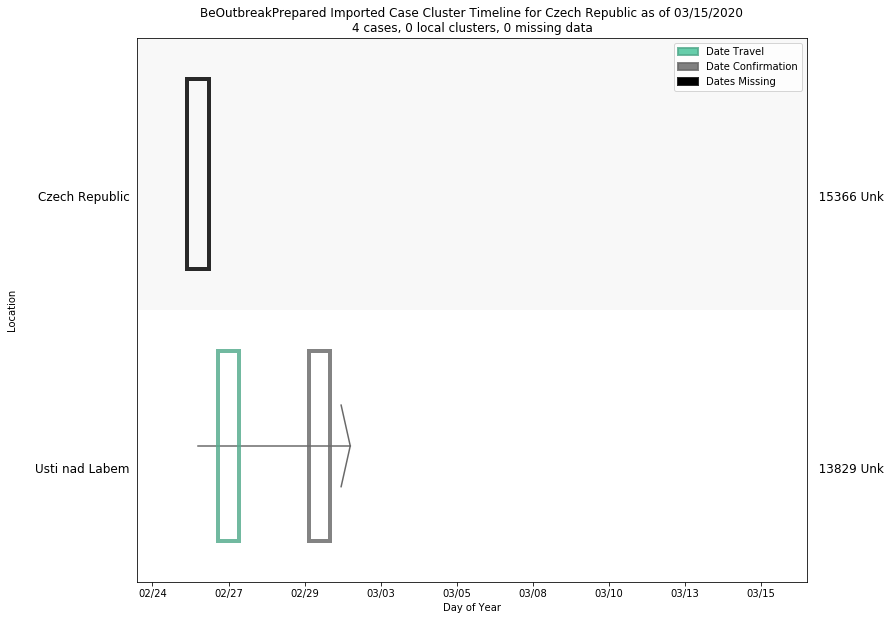 BeOutbreakPrepared Imported Case Cluster Timeline for Czech Republic as of 03/15/2020
4 cases, 0 local clusters, 0 missing data
Date Travel
Date Confirmation
Dates Missing
Czech Republic
15366 Unk
Location
Usti nad Labem
13829 Unk
02/24 02/27 02/29 03/03 03/05 03/08 03/10 03/13 03/15
Day of Year